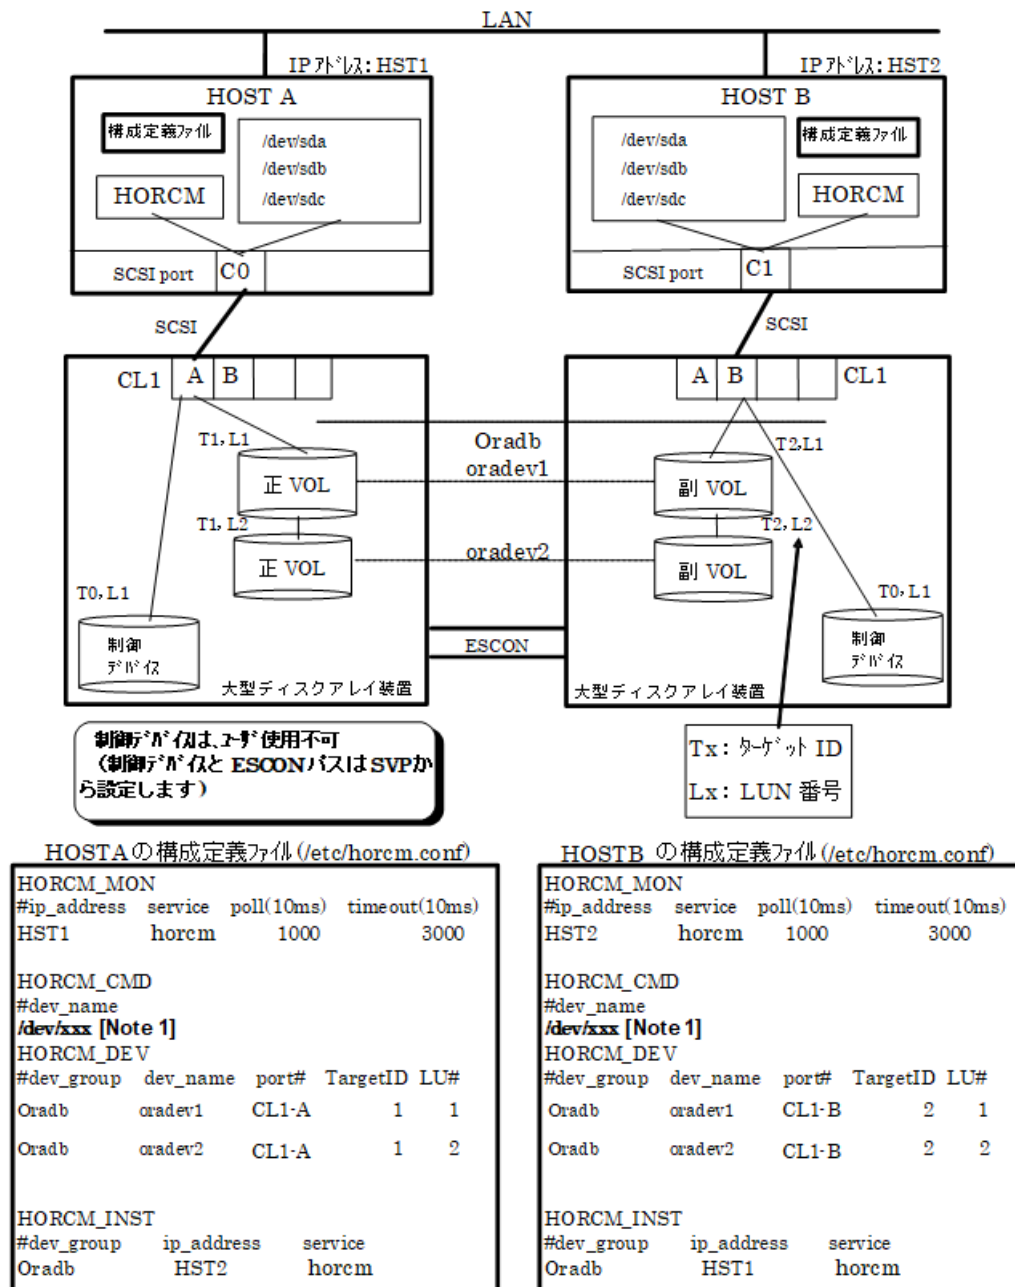 LAN
IPｱﾄﾞﾚｽ: HST1
IPｱﾄﾞﾚｽ: HST2
HOST A
構成定義ﾌｧｲﾙ
/dev/sda
/dev/sdb
/dev/sdc
HORCM
SCSI port
C0
HOST B
/dev/sda
/dev/sdb
/dev/sdc
構成定義ﾌｧｲﾙ
HORCM
SCSI port
C1
SCSI
SCSI
CL1 A B
A B CL1
T1, L1
正 VOL
T1, L2
正 VOL
T0, L1
制御
ﾃﾞﾊﾞｲｽ
大型ディスクアレイ装置
Oradb
oradev1
oradev2
ESCON
T2,L1
副 VOL
T2, L2
副 VOL
T0, L1
制御
ﾃﾞﾊﾞｲｽ
大型ディスクアレイ装置
制御ﾃﾞﾊﾞｲｽは、ﾕｰｻﾞ使用不可
（制御ﾃﾞﾊﾞｲｽと ESCONパスは SVPか
ら設定します）
Tx: ﾀｰｹﾞｯﾄ ID
Lx: LUN 番号
HOSTAの構成定義ﾌｧｲﾙ(/etc/horcm.conf)
HORCM_MON
#ip_address service poll(10ms) timeout(10ms)
HST1 horcm 1000 3000
HORCM_CMD
#dev_name
/dev/xxx [Note 1]
HORCM_DEV
#dev_group dev_name port# TargetID LU#
Oradb oradev1 CL1-A 1 1
Oradb oradev2 CL1-A 1 2
HORCM_INST
#dev_group ip_address service
Oradb HST2 horcm
HOSTB の構成定義ﾌｧｲﾙ(/etc/horcm.conf)
HORCM_MON
#ip_address service poll(10ms) timeout(10ms)
HST2 horcm 1000 3000
HORCM_CMD
#dev_name
/dev/xxx [Note 1]
HORCM_DEV
#dev_group dev_name port# TargetID LU#
Oradb oradev1 CL1-B 2 1
Oradb oradev2 CL1-B 2 2
HORCM_INST
#dev_group ip_address service
Oradb HST1 horcm